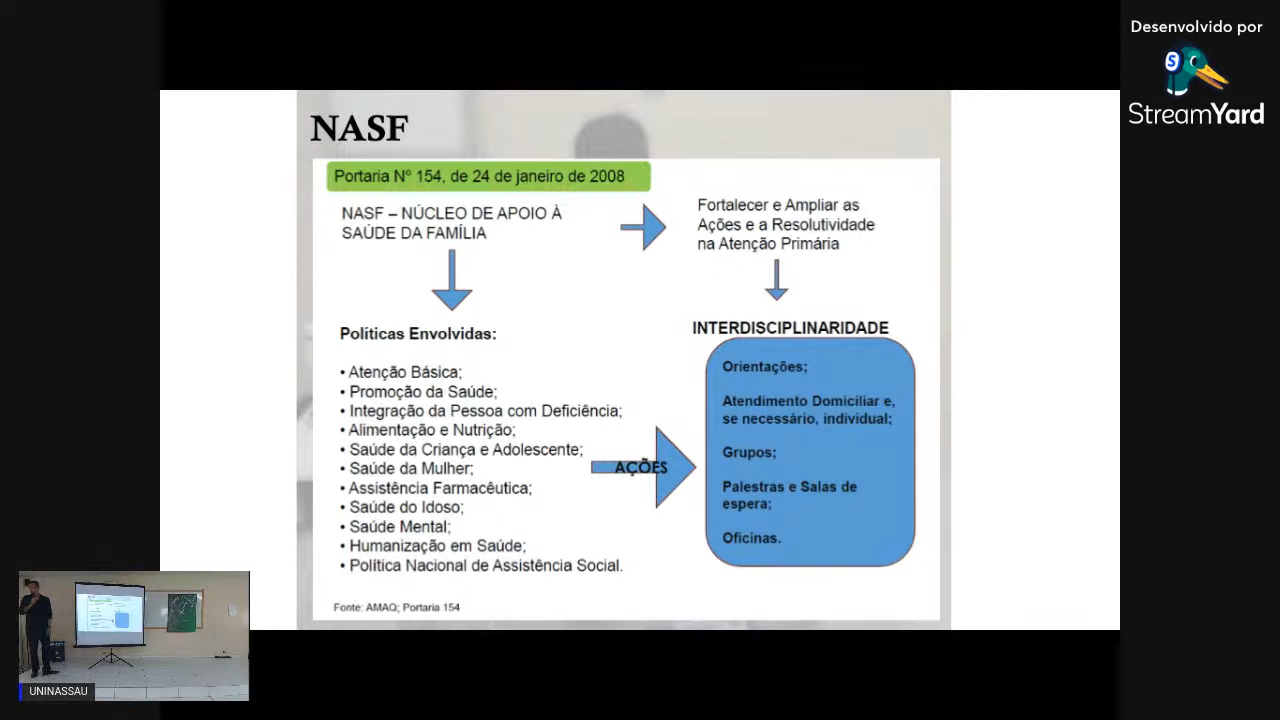 Desenvolvido por
StreamYard
NASF
Portaria Nº 154, de 24 de janeiro de 2008
NASF – NÚCLEO DE APOIO À
SAÚDE DA FAMÍLIA
Fortalecer e Ampliar as
Ações e a Resolutividade
na Atenção Primária
Políticas Envolvidas:
• Atenção Básica;
• Promoção da Saúde;
• Integração da Pessoa com Deficiência;
• Alimentação e Nutrição;
• Saúde da Criança e Adolescente;
• Saúde da Mulher;
• Assistência Farmacêutica;
• Saúde do Idoso;
• Saúde Mental;
• Humanização em Saúde;
• Política Nacional de Assistência Social.
AÇÕES
INTERDISCIPLINARIDADE
Orientações;
Atendimento Domiciliar e,
se necessário, individual;
Grupos;
Palestras e Salas de
espera;
Oficinas.
Fonte: AMAQ; Portaria 154
UNINASSAU